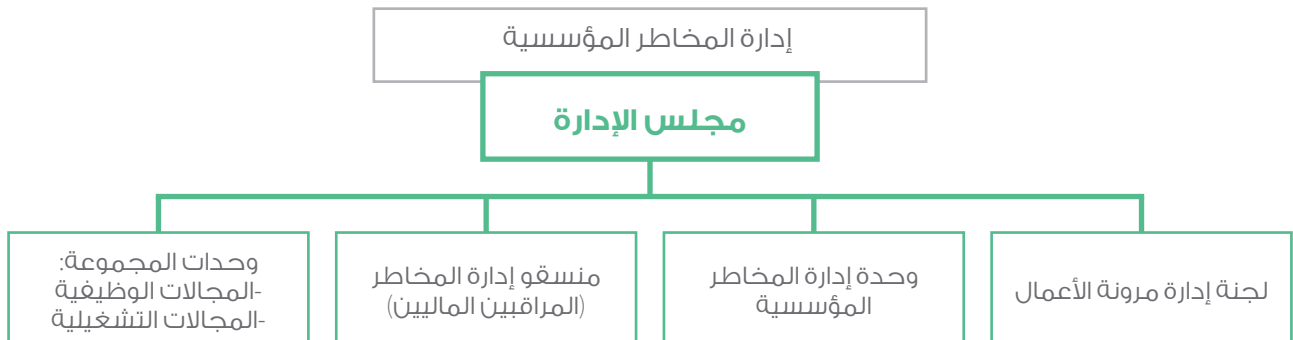 إدارة المخاطر المؤسسية
مجلس الإدارة
لجنة إدارة مرونة الأعمال
وحدة إدارة المخاطر
المؤسسية
منسقو إدارة المخاطر
(المراقبين الماليين)
وحدات المجموعة:
-المجالات الوظيفية
-المجالات التشغيلية